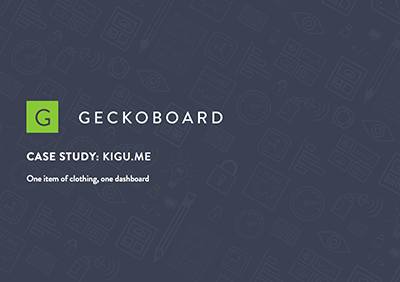 G GECKOBOARD
CASE STUDY: KIGU.ME
One item of clothing, one dashboard